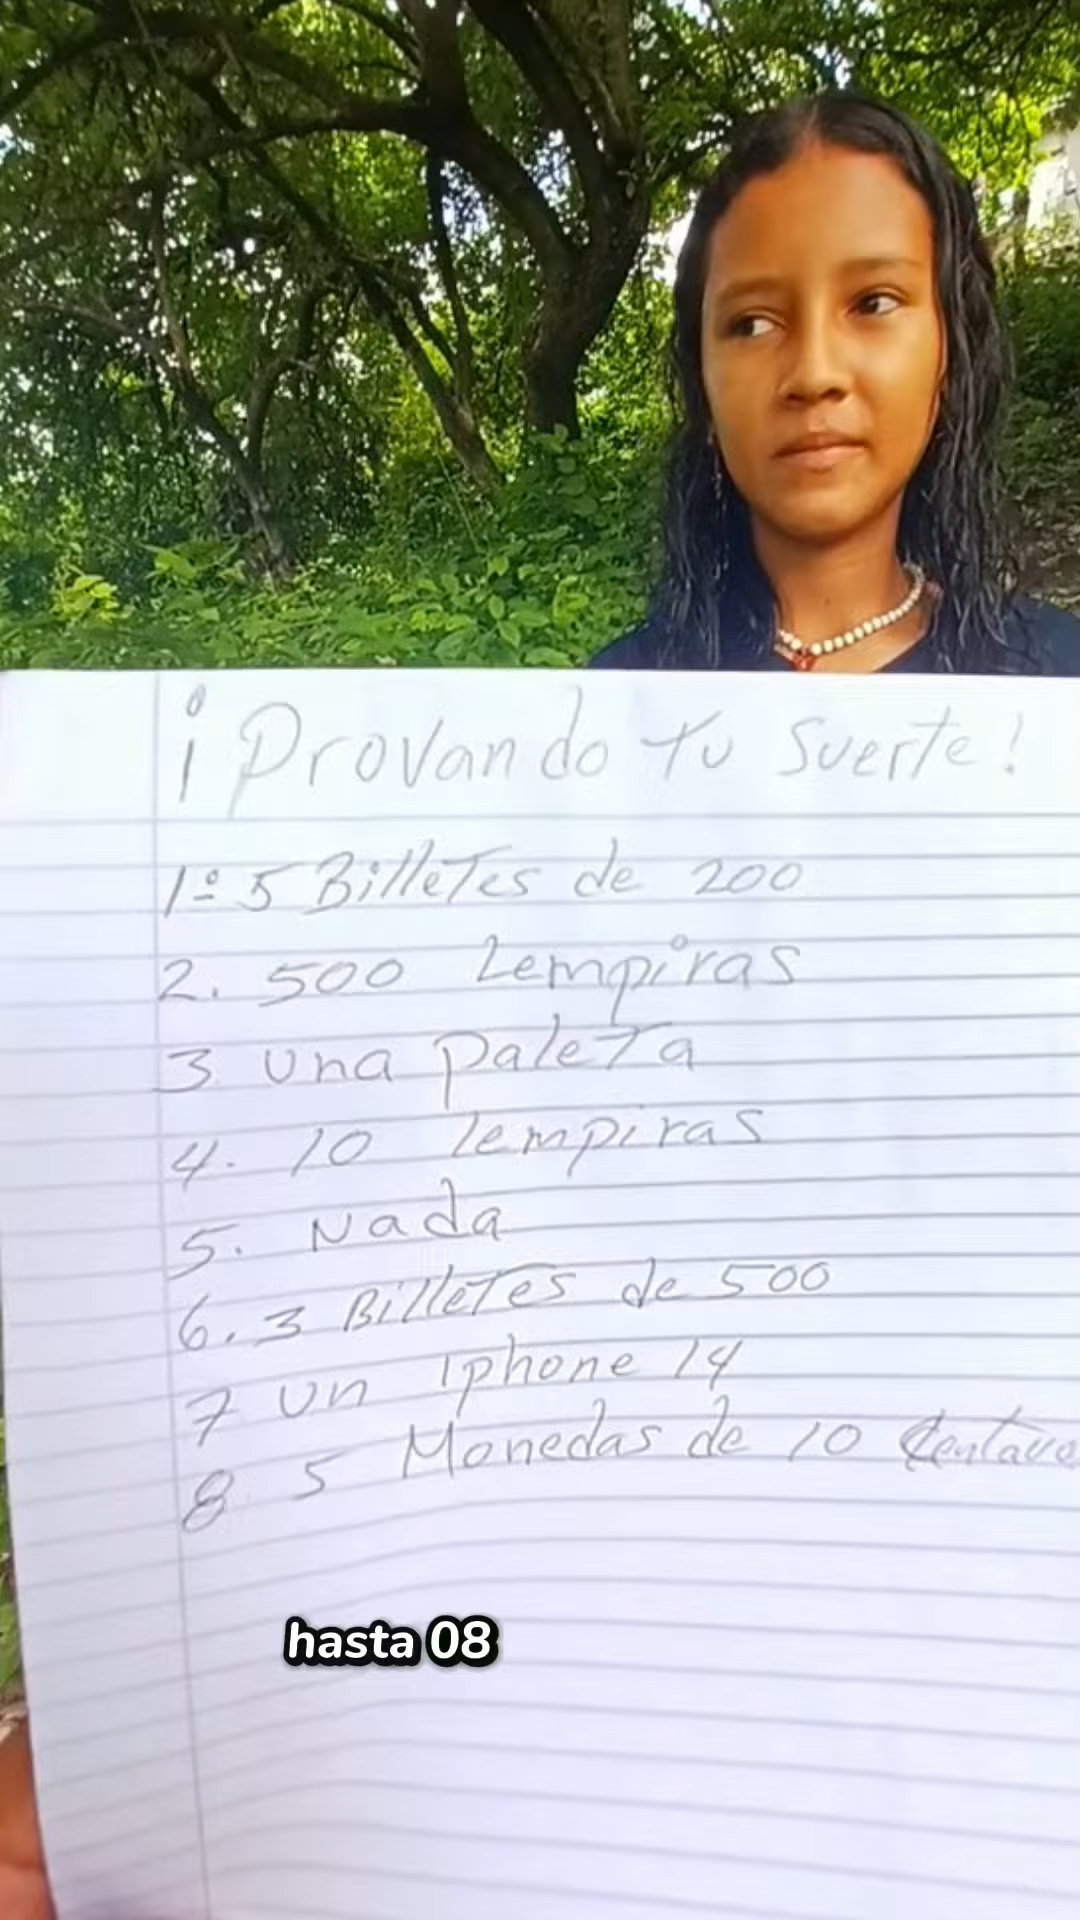 ¡Provando tu Suerte!
1º 5 Billetes de 200
2. 500 Lempiras
3 una paleta
4. 10 lempiras
5. Nada
6. 3 Billetes de 500
7 un Iphone 14
8 5 Monedas de 10 Centavo
hasta 08